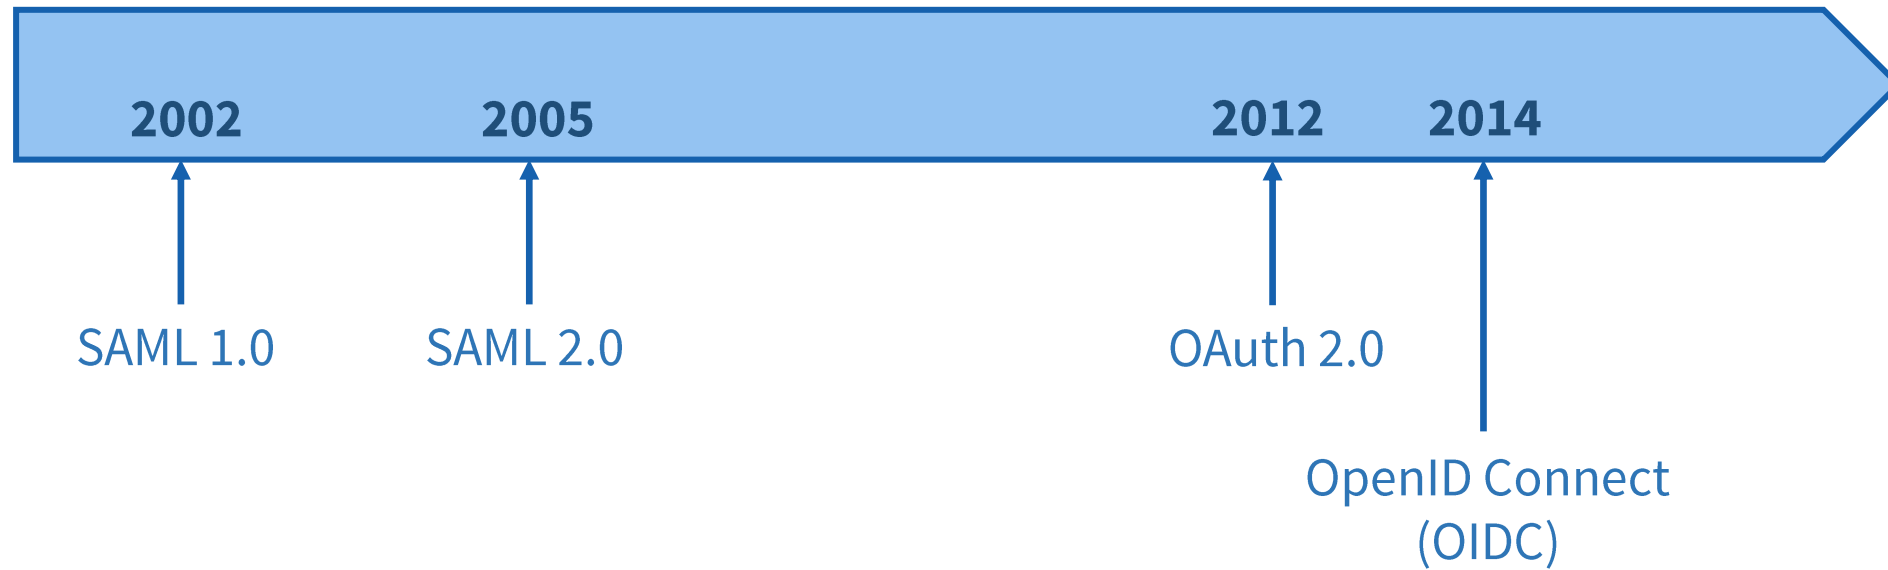 2002
2005
2012
2014
SAML 1.0
SAML 2.0
OAuth 2.0
OpenID Connect
(OIDC)